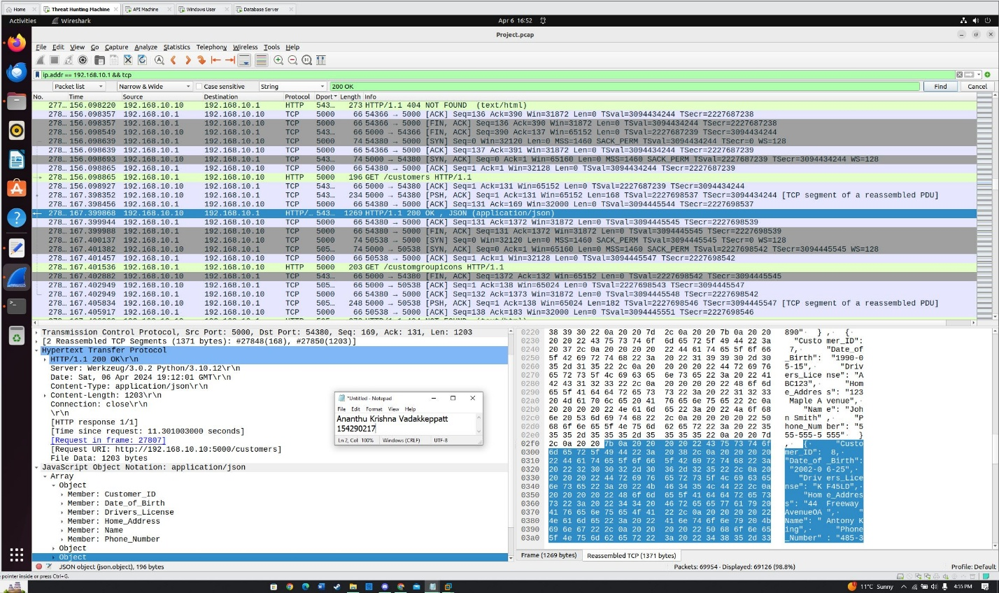 Home
Threat Hunting Machine
API Machine
Windows User
Database Server
Activities
Wireshark
Apr 6 16:52
Project.pcap
File Edit View Go Capture Analyze Statistics Telephony Wireless Tools Help
ip.addr == 192.168.10.1 && tcp
Packet list Narrow & Wide Case sensitive String 200 OK Find Cancel
No. Time Source Destination Protocol Dport Length Info
277… 156.098220 192.168.10.10 192.168.10.1 HTTP 543… 273 HTTP/1.1 404 NOT FOUND (text/html)
278… 156.098357 192.168.10.1 192.168.10.10 TCP 5000 66 54366 → 5000 [ACK] Seq=136 Ack=390 Win=31872 Len=0 TSval=3094434244 TSecr=2227687238
278… 156.098357 192.168.10.1 192.168.10.10 TCP 5000 66 54366 → 5000 [FIN, ACK] Seq=136 Ack=390 Win=31872 Len=0 TSval=3094434244 TSecr=2227687238
278… 156.098549 192.168.10.10 192.168.10.1 TCP 543… 66 5000 → 54366 [FIN, ACK] Seq=390 Ack=137 Win=65152 Len=0 TSval=2227687239 TSecr=3094434244
278… 156.098639 192.168.10.1 192.168.10.10 TCP 5000 74 54380 → 5000 [SYN] Seq=0 Win=32120 Len=0 MSS=1460 SACK_PERM TSval=3094434244 TSecr=0 WS=128
278… 156.098639 192.168.10.1 192.168.10.10 TCP 5000 66 54366 → 5000 [ACK] Seq=137 Ack=391 Win=31872 Len=0 TSval=3094434244 TSecr=2227687239
278… 156.098693 192.168.10.10 192.168.10.1 TCP 543… 74 5000 → 54380 [SYN, ACK] Seq=0 Ack=1 Win=65160 Len=0 MSS=1460 SACK_PERM TSval=2227687239 TSecr=3094434244 WS=128
278… 156.098865 192.168.10.1 192.168.10.10 TCP 5000 66 54380 → 5000 [ACK] Seq=1 Ack=1 Win=32128 Len=0 TSval=3094434244 TSecr=2227687239
278… 156.098865 192.168.10.1 192.168.10.10 HTTP 5000 196 GET /customers HTTP/1.1
278… 156.098927 192.168.10.10 192.168.10.1 TCP 543… 66 5000 → 54380 [ACK] Seq=1 Ack=131 Win=65152 Len=0 TSval=2227687239 TSecr=3094434244
278… 167.398352 192.168.10.10 192.168.10.1 TCP 543… 234 5000 → 54380 [PSH, ACK] Seq=1 Ack=131 Win=65152 Len=168 TSval=2227698537 TSecr=3094434244 [TCP segment of a reassembled PDU]
278… 167.398456 192.168.10.1 192.168.10.10 TCP 5000 66 54380 → 5000 [ACK] Seq=131 Ack=169 Win=32000 Len=0 TSval=3094445544 TSecr=2227698537
278… 167.399868 192.168.10.10 192.168.10.1 HTTP/… 543… 1269 HTTP/1.1 200 OK , JSON (application/json)
278… 167.399944 192.168.10.1 192.168.10.10 TCP 5000 66 54380 → 5000 [ACK] Seq=131 Ack=1372 Win=31872 Len=0 TSval=3094445545 TSecr=2227698539
278… 167.399988 192.168.10.1 192.168.10.10 TCP 5000 66 54380 → 5000 [FIN, ACK] Seq=131 Ack=1372 Win=31872 Len=0 TSval=3094445545 TSecr=2227698539
278… 167.400137 192.168.10.1 192.168.10.10 TCP 5000 74 50538 → 5000 [SYN] Seq=0 Win=32120 Len=0 MSS=1460 SACK_PERM TSval=3094445545 TSecr=0 WS=128
278… 167.401382 192.168.10.10 192.168.10.1 TCP 505… 74 5000 → 50538 [SYN, ACK] Seq=0 Ack=1 Win=65160 Len=0 MSS=1460 SACK_PERM TSval=2227698542 TSecr=3094445545 WS=128
278… 167.401457 192.168.10.1 192.168.10.10 TCP 5000 66 50538 → 5000 [ACK] Seq=1 Ack=1 Win=32128 Len=0 TSval=3094445547 TSecr=2227698542
278… 167.401536 192.168.10.1 192.168.10.10 HTTP 5000 203 GET /customgroupicons HTTP/1.1
278… 167.402882 192.168.10.10 192.168.10.1 TCP 543… 66 5000 → 54380 [FIN, ACK] Seq=1372 Ack=132 Win=65152 Len=0 TSval=2227698542 TSecr=3094445545
278… 167.402949 192.168.10.10 192.168.10.1 TCP 505… 66 5000 → 50538 [ACK] Seq=1 Ack=138 Win=65024 Len=0 TSval=2227698543 TSecr=3094445547
278… 167.402949 192.168.10.1 192.168.10.10 TCP 5000 66 54380 → 5000 [ACK] Seq=132 Ack=1373 Win=31872 Len=0 TSval=3094445548 TSecr=2227698542
278… 167.405834 192.168.10.10 192.168.10.1 TCP 505… 248 5000 → 50538 [PSH, ACK] Seq=1 Ack=138 Win=65024 Len=182 TSval=2227698546 TSecr=3094445547 [TCP segment of a reassembled PDU]
278… 167.405917 192.168.10.1 192.168.10.10 TCP 5000 66 50538 → 5000 [ACK] Seq=138 Ack=183 Win=32000 Len=0 TSval=3094445551 TSecr=2227698546
Transmission Control Protocol, Src Port: 5000, Dst Port: 54380, Seq: 169, Ack: 131, Len: 1203
[2 Reassembled TCP Segments (1371 bytes): #27848(168), #27850(1203)]
Hypertext Transfer Protocol
HTTP/1.1 200 OK\r\n
Server: Werkzeug/3.0.2 Python/3.10.12\r\n
Date: Sat, 06 Apr 2024 19:12:01 GMT\r\n
Content-Type: application/json\r\n
Content-Length: 1203\r\n
Connection: close\r\n
\r\n
[HTTP response 1/1]
[Time since request: 11.301003000 seconds]
[Request in frame: 27807]
[Request URI: http://192.168.10.10:5000/customers]
File Data: 1203 bytes
JavaScript Object Notation: application/json
Array
Object
Member: Customer_ID
Member: Date_of_Birth
Member: Drivers_License
Member: Home_Address
Member: Name
Member: Phone_Number
Object
Object
*Untitled - Notepad
File Edit Format View Help
Ananthu Krishna Vadakkeppatt
154290217
Ln 2, Col 100% Windows (CRLF) UTF-8
0220 38 39 30 22 0a 20 20 7d 2c 0a 20 20 7b 0a 20 20 890"· } ,· {·
0230 20 20 22 43 75 73 74 6f 6d 65 72 5f 49 44 22 3a "Custo mer_ID":
0240 20 37 2c 0a 20 20 20 20 22 44 61 74 65 5f 6f 66 7,· "Date_of
0250 5f 42 69 72 74 68 22 3a 20 22 31 39 39 30 2d 30 _Birth": "1990-0
0260 35 2d 31 35 22 2c 0a 20 20 20 20 22 44 72 69 76 5-15",· "Driv
0270 65 72 73 5f 4c 69 63 65 6e 73 65 22 3a 20 22 41 ers_Lice nse": "A
0280 42 43 31 32 33 22 2c 0a 20 20 20 20 22 48 6f 6d BC123",· "Hom
0290 65 5f 41 64 64 72 65 73 73 22 3a 20 22 31 32 33 e_Addres s": "123
02a0 20 4d 61 70 6c 65 20 41 76 65 6e 75 65 22 2c 0a Maple A venue",·
02b0 20 20 20 20 22 4e 61 6d 65 22 3a 20 22 4a 6f 68 "Nam e": "Joh
02c0 6e 20 53 6d 69 74 68 22 2c 0a 20 20 20 20 22 50 n Smith" ,· "P
02d0 68 6f 6e 65 5f 4e 75 6d 62 65 72 22 3a 20 22 35 hone_Num ber": "5
02e0 35 35 2d 35 35 35 2d 35 35 35 35 22 0a 20 20 7d 55-555-5 555"· }
02f0 2c 0a 20 20 7b 0a 20 20 20 20 22 43 75 73 74 6f ,· {· "Custo
0300 6d 65 72 5f 49 44 22 3a 20 38 2c 0a 20 20 20 20 mer_ID": 8,·
0310 22 44 61 74 65 5f 6f 66 5f 42 69 72 74 68 22 3a "Date_of _Birth":
0320 20 22 32 30 30 32 2d 30 36 2d 32 35 22 2c 0a 20 "2002-0 6-25",·
0330 20 20 20 22 44 72 69 76 65 72 73 5f 4c 69 63 65 "Driv ers_Lice
0340 6e 73 65 22 3a 20 22 4b 46 34 35 4c 44 22 2c 0a nse": "K F45LD",·
0350 20 20 20 20 22 48 6f 6d 65 5f 41 64 64 72 65 73 "Hom e_Addres
0360 73 22 3a 20 22 34 34 20 46 72 65 65 77 61 79 20 s": "44 Freeway
0370 41 76 65 6e 75 65 4f 41 22 2c 0a 20 20 20 20 22 AvenueOA ",· "
0380 4e 61 6d 65 22 3a 20 22 41 6e 74 6f 6e 79 20 4b Name": " Antony K
0390 69 6e 67 22 2c 0a 20 20 20 20 22 50 68 6f 6e 65 ing",· "Phone
03a0 5f 4e 75 6d 62 65 72 22 3a 20 22 34 38 35 2d 33 _Number" : "485-3
Frame (1269 bytes) Reassembled TCP (1371 bytes)
JSON object (json.object), 196 bytes
Packets: 69954 · Displayed: 69126 (98.8%)
Profile: Default
pointer inside or press Ctrl+G.
11°C Sunny
4:55 PM